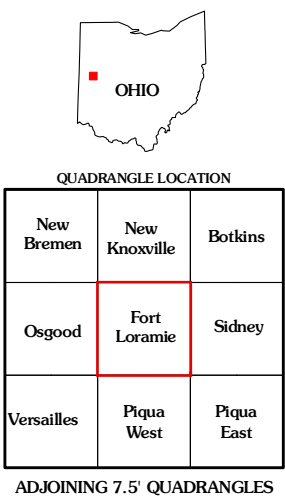 OHIO
QUADRANGLE LOCATION
New
Bremen
New
Knoxville
Botkins
Osgood
Fort
Loramie
Sidney
Versailles
Piqua
West
Piqua
East
ADJOINING 7.5' QUADRANGLES